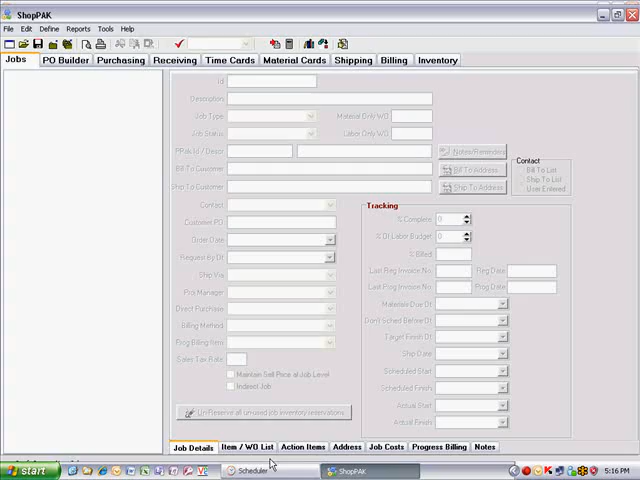 ShopPAK
File Edit Define Reports Tools Help
Jobs PO Builder Purchasing Receiving Time Cards Material Cards Shipping Billing Inventory
Id
Description
Job Type Material Only WO
Job Status Labor Only WO
PPak Id / Descr Notes/Reminders
Contact
Bill To Customer Bill To Address Bill To List
Ship To Customer Ship To Address Ship To List
User Entered
Contact Tracking
Customer PO % Complete 0
Order Date % Of Labor Budget 0
Request By Dt % Billed
Ship Via Last Reg Invoice No. Reg Date
Proj Manager Last Prog Invoice No. Prog Date
Direct Purchase Materials Due Dt
Billing Method Don't Sched Before Dt
Prog Billing Item Target Finish Dt
Sales Tax Rate Ship Date
Maintain Sell Price at Job Level Scheduled Start
Indirect Job Scheduled Finish
Un-Reserve all un-used job inventory reservations Actual Start
Actual Finish
Job Details Item / WO List Action Items Address Job Costs Progress Billing Notes
start Scheduler ShopPAK 5:16 PM